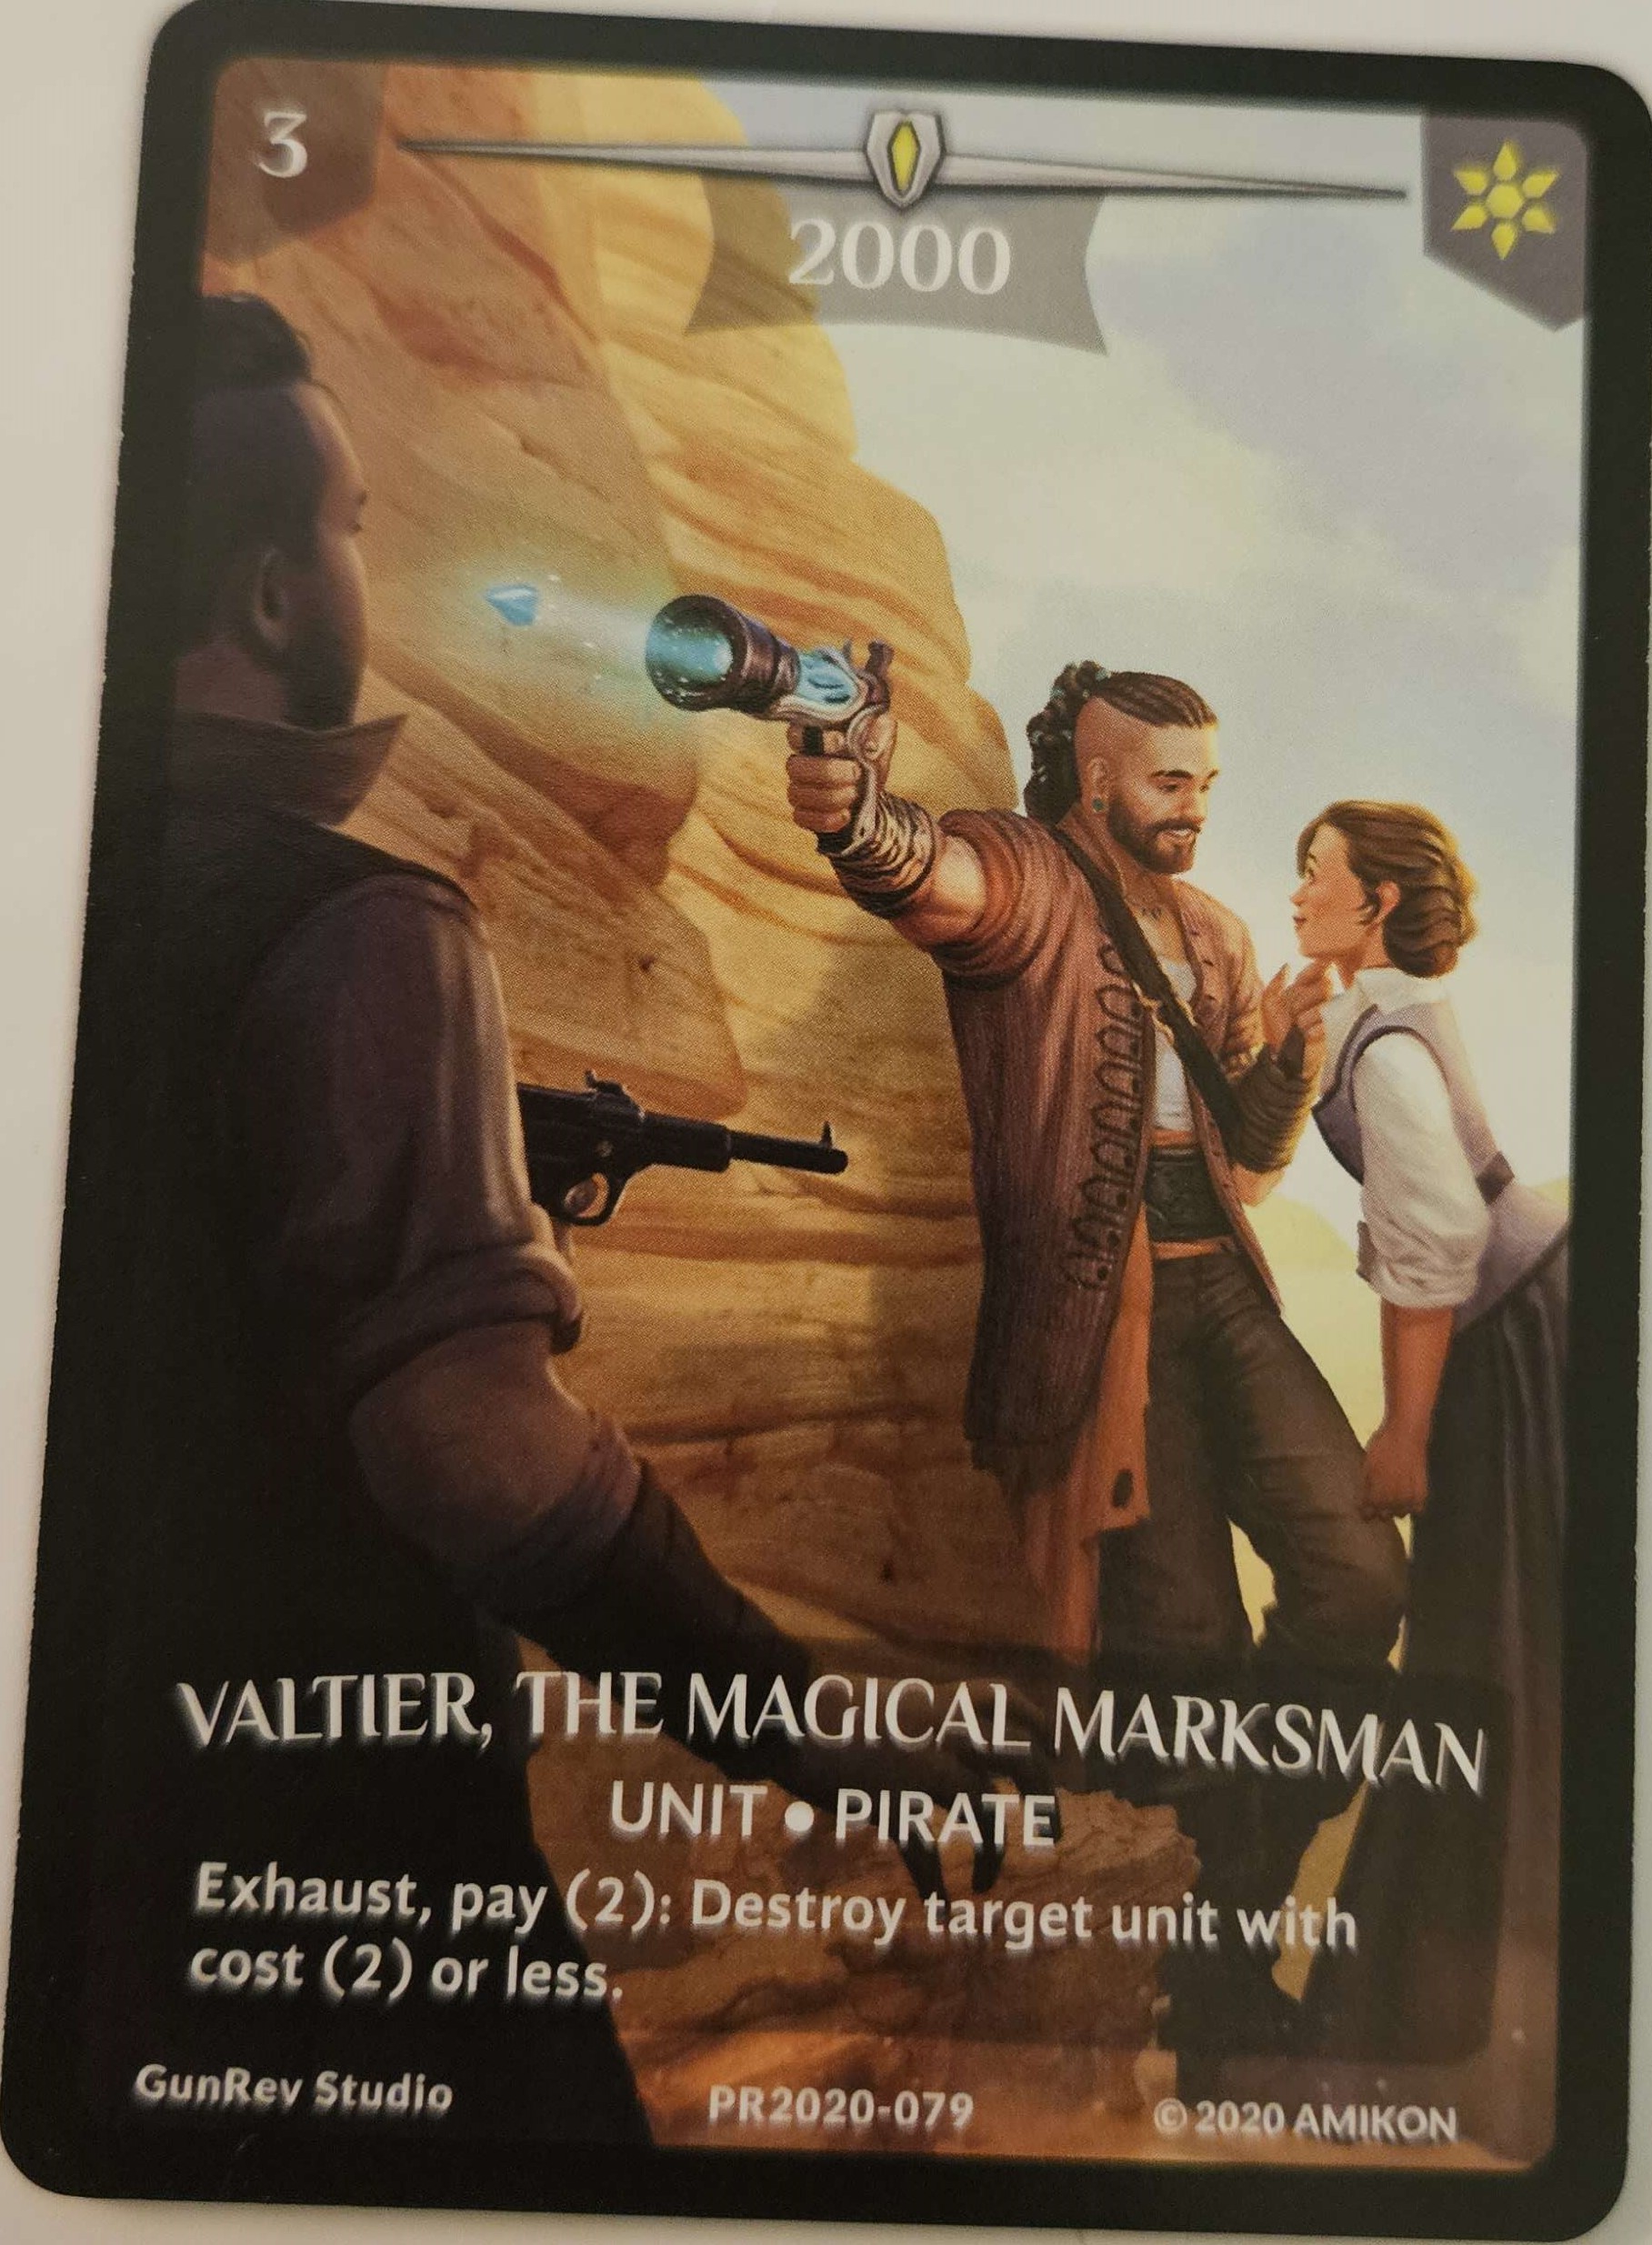 3
2000
VALTIER, THE MAGICAL MARKSMAN
UNIT • PIRATE
Exhaust, pay (2): Destroy target unit with
cost (2) or less.
GunRev Studio PR2020-079 © 2020 AMIKON